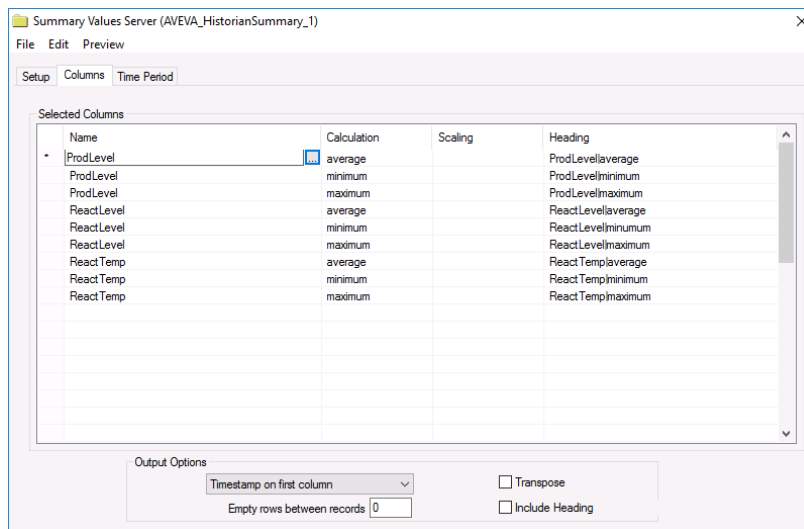 Summary Values Server (AVEVA_HistorianSummary_1)
File Edit Preview
Setup Columns Time Period
Selected Columns
Name Calculation Scaling Heading
* ProdLevel ... average ProdLevel|average
ProdLevel minimum ProdLevel|minimum
ProdLevel maximum ProdLevel|maximum
ReactLevel average ReactLevel|average
ReactLevel minimum ReactLevel|minumum
ReactLevel maximum ReactLevel|maximum
ReactTemp average ReactTemp|average
ReactTemp minimum ReactTemp|minimum
ReactTemp maximum ReactTemp|maximum
Output Options
Timestamp on first column Transpose
Empty rows between records 0 Include Heading